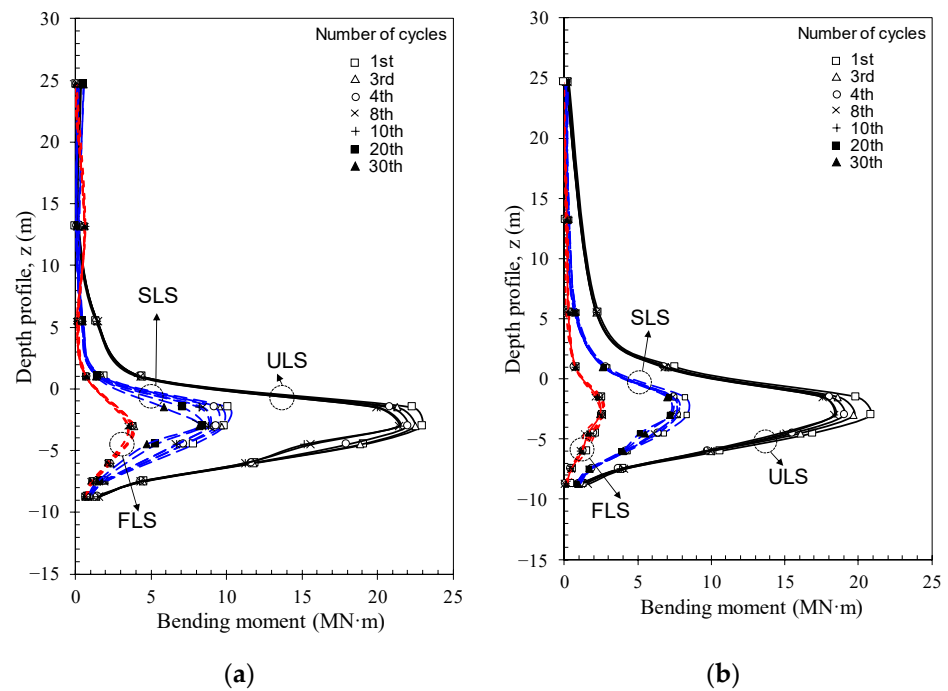 30
25
20
15
10
5
0
−5
−10
−15
Depth profile, z (m)
Number of cycles
1st
3rd
4th
8th
10th
20th
30th
SLS
ULS
FLS
0
5
10
15
20
25
Bending moment (MN·m)
(a)
30
25
20
15
10
5
0
−5
−10
−15
Depth profile, z (m)
Number of cycles
1st
3rd
4th
8th
10th
20th
30th
SLS
ULS
FLS
0
5
10
15
20
25
Bending moment (MN·m)
(b)